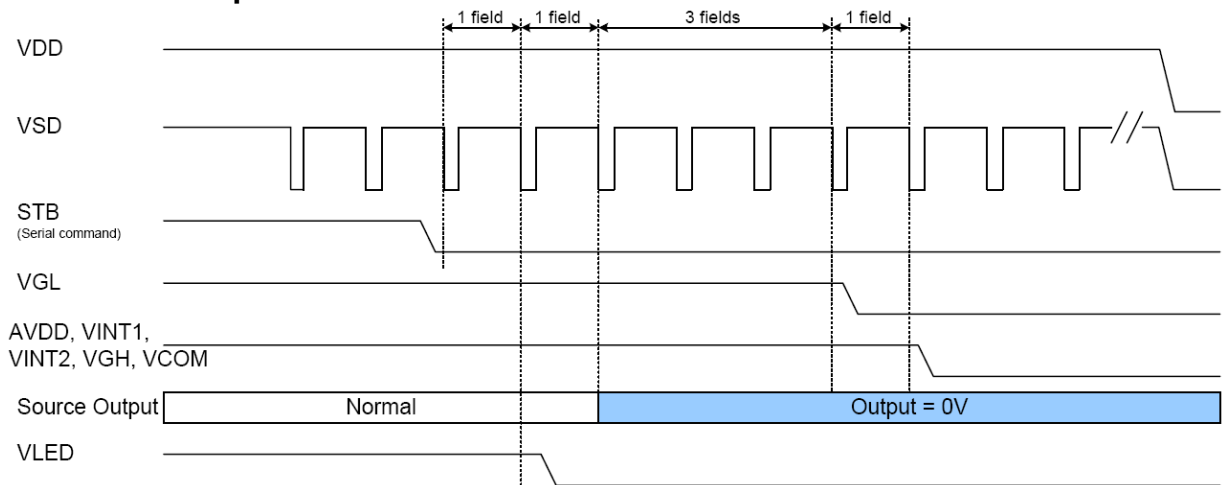 1 field 1 field 3 fields 1 field
VDD
VSD
STB
(Serial command)
VGL
AVDD, VINT1,
VINT2, VGH, VCOM
Source Output Normal Output = 0V
VLED